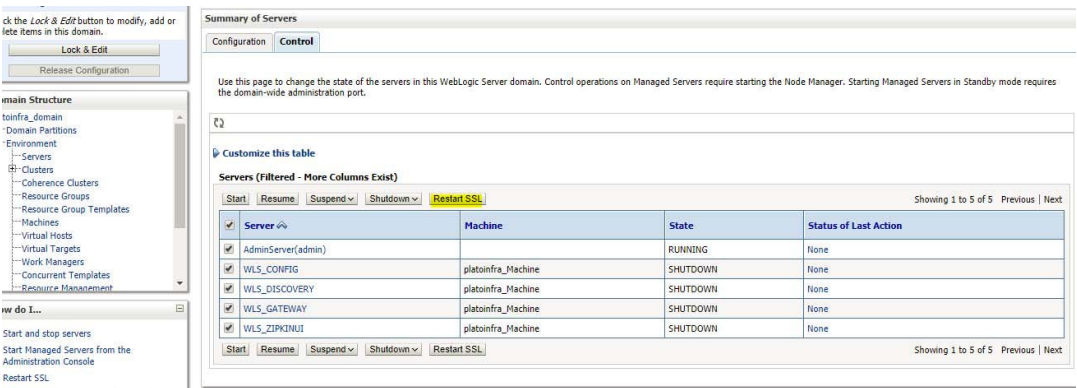 ck the Lock & Edit button to modify, add or
lete items in this domain.
Lock & Edit
Release Configuration
omain Structure
toinfra_domain
Domain Partitions
Environment
Servers
Clusters
Coherence Clusters
Resource Groups
Resource Group Templates
Machines
Virtual Hosts
Virtual Targets
Work Managers
Concurrent Templates
Resource Management
ow do I...
Start and stop servers
Start Managed Servers from the
Administration Console
Restart SSL
Summary of Servers
Configuration Control
Use this page to change the state of the servers in this WebLogic Server domain. Control operations on Managed Servers require starting the Node Manager. Starting Managed Servers in Standby mode requires
the domain-wide administration port.
Customize this table
Servers (Filtered - More Columns Exist)
Start Resume Suspend Shutdown Restart SSL Showing 1 to 5 of 5 Previous | Next
Server Machine State Status of Last Action
AdminServer(admin) RUNNING None
WLS_CONFIG platoinfra_Machine SHUTDOWN None
WLS_DISCOVERY platoinfra_Machine SHUTDOWN None
WLS_GATEWAY platoinfra_Machine SHUTDOWN None
WLS_ZIPKINUI platoinfra_Machine SHUTDOWN None
Start Resume Suspend Shutdown Restart SSL Showing 1 to 5 of 5 Previous | Next